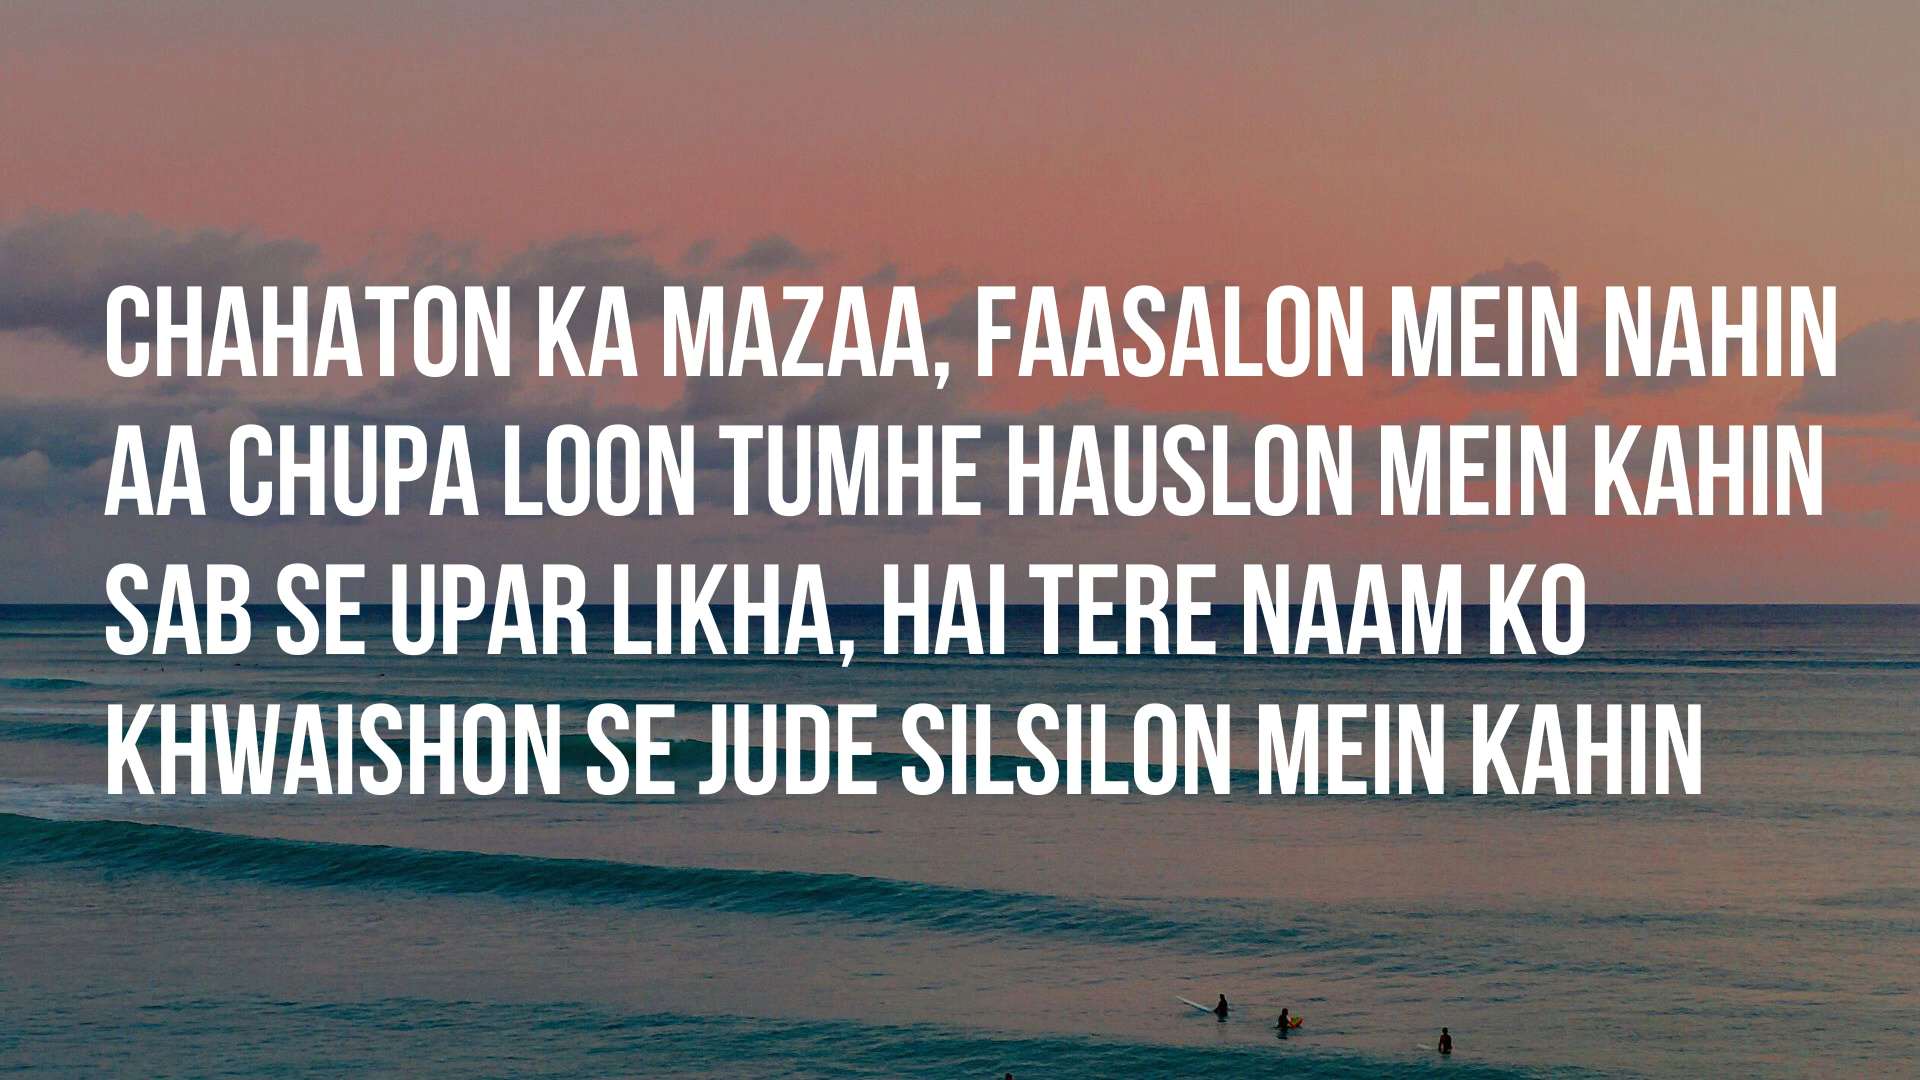 CHAHATON KA MAZAA, FAASALON MEIN NAHIN
AA CHUPA LOON TUMHE HAUSLON MEIN KAHIN
SAB SE UPAR LIKHA, HAI TERE NAAM KO
KHWAISHON SE JUDE SILSILON MEIN KAHIN